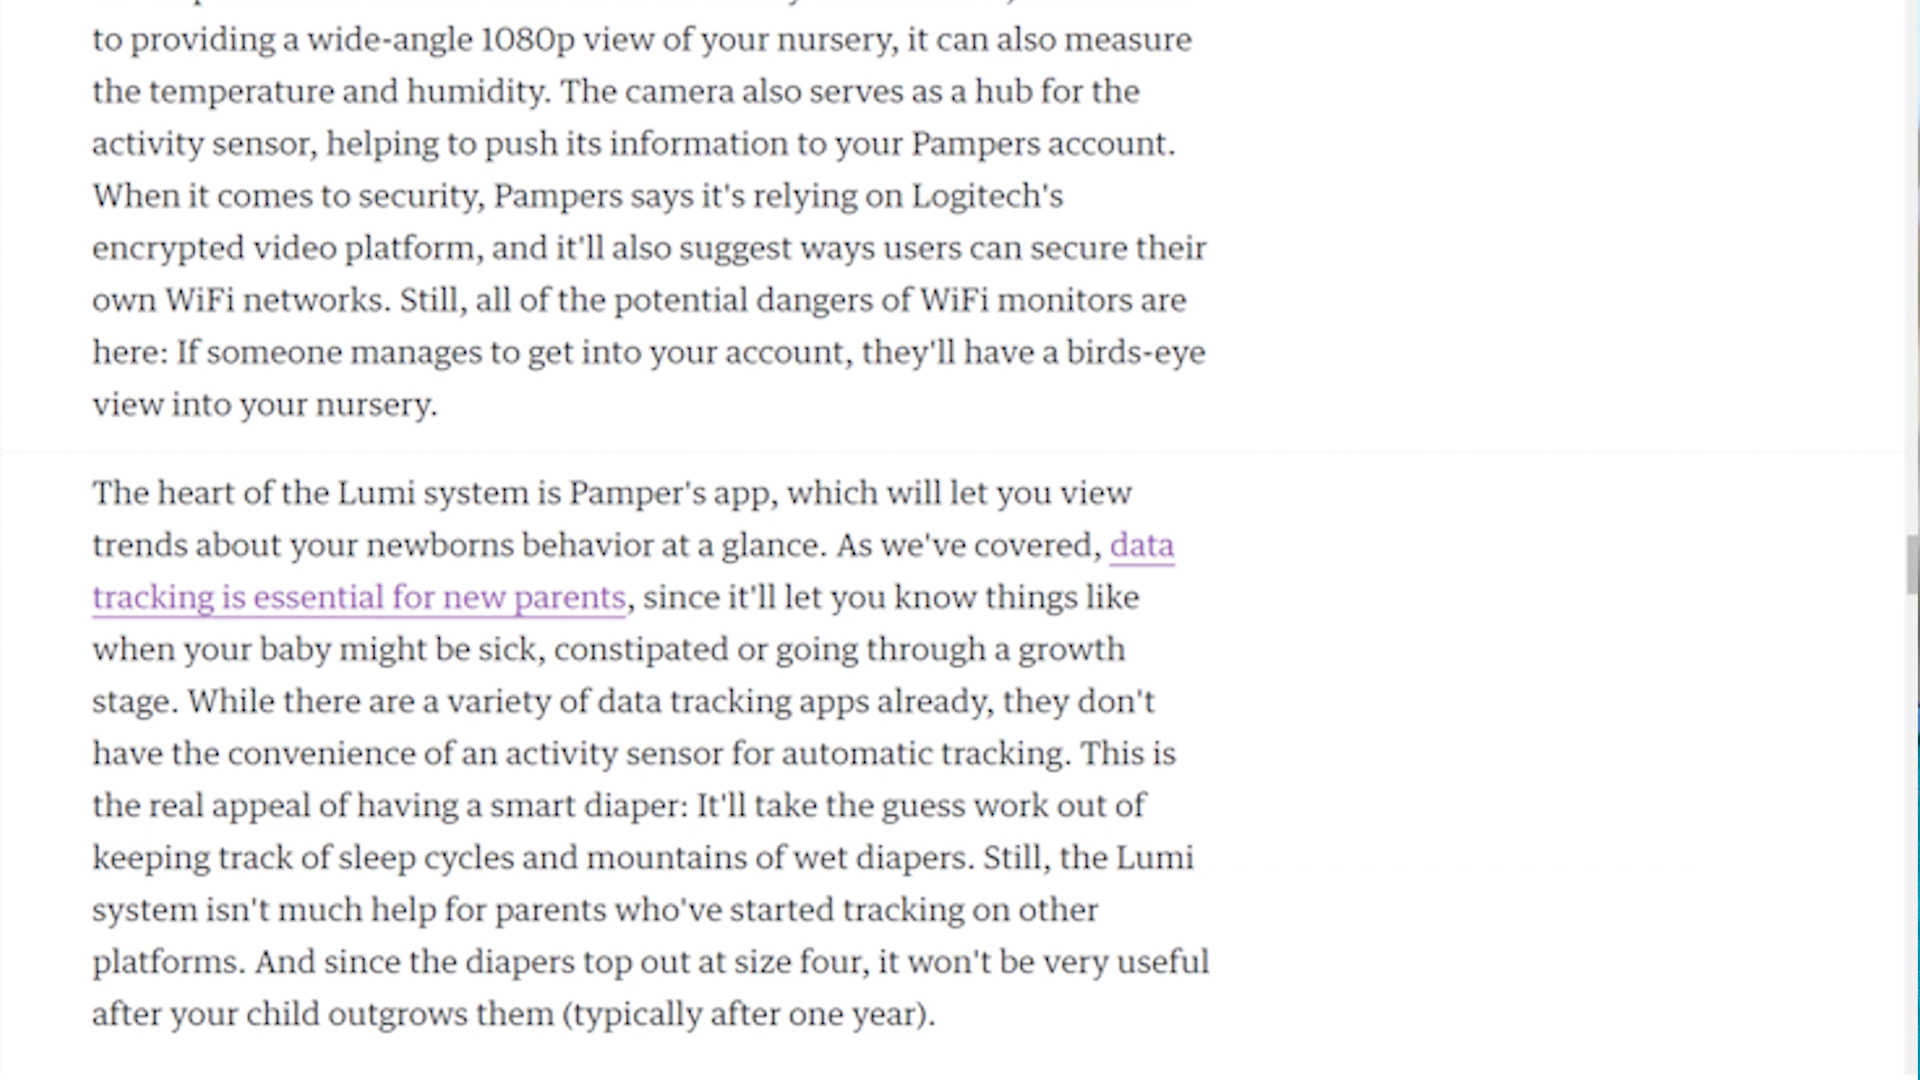 to providing a wide-angle 1080p view of your nursery, it can also measure
the temperature and humidity. The camera also serves as a hub for the
activity sensor, helping to push its information to your Pampers account.
When it comes to security, Pampers says it's relying on Logitech's
encrypted video platform, and it'll also suggest ways users can secure their
own WiFi networks. Still, all of the potential dangers of WiFi monitors are
here: If someone manages to get into your account, they'll have a birds-eye
view into your nursery.
The heart of the Lumi system is Pamper's app, which will let you view
trends about your newborns behavior at a glance. As we've covered, data
tracking is essential for new parents, since it'll let you know things like
when your baby might be sick, constipated or going through a growth
stage. While there are a variety of data tracking apps already, they don't
have the convenience of an activity sensor for automatic tracking. This is
the real appeal of having a smart diaper: It'll take the guess work out of
keeping track of sleep cycles and mountains of wet diapers. Still, the Lumi
system isn't much help for parents who've started tracking on other
platforms. And since the diapers top out at size four, it won't be very useful
after your child outgrows them (typically after one year).